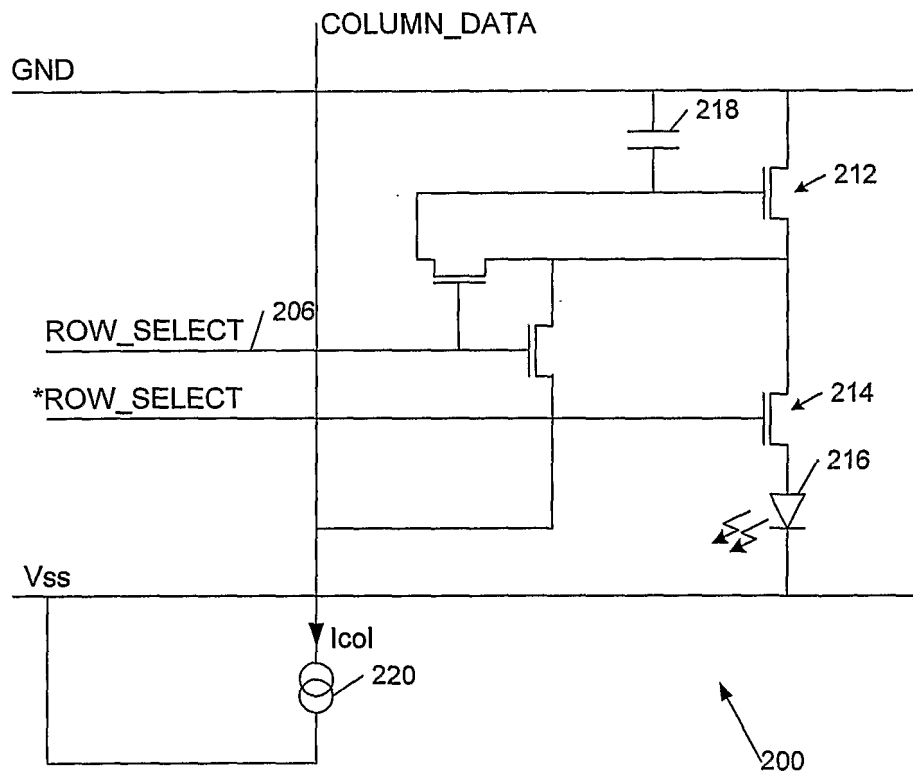 COLUMN_DATA
GND
218
212
206
ROW_SELECT
*ROW_SELECT
214
216
Vss
Icol
220
200